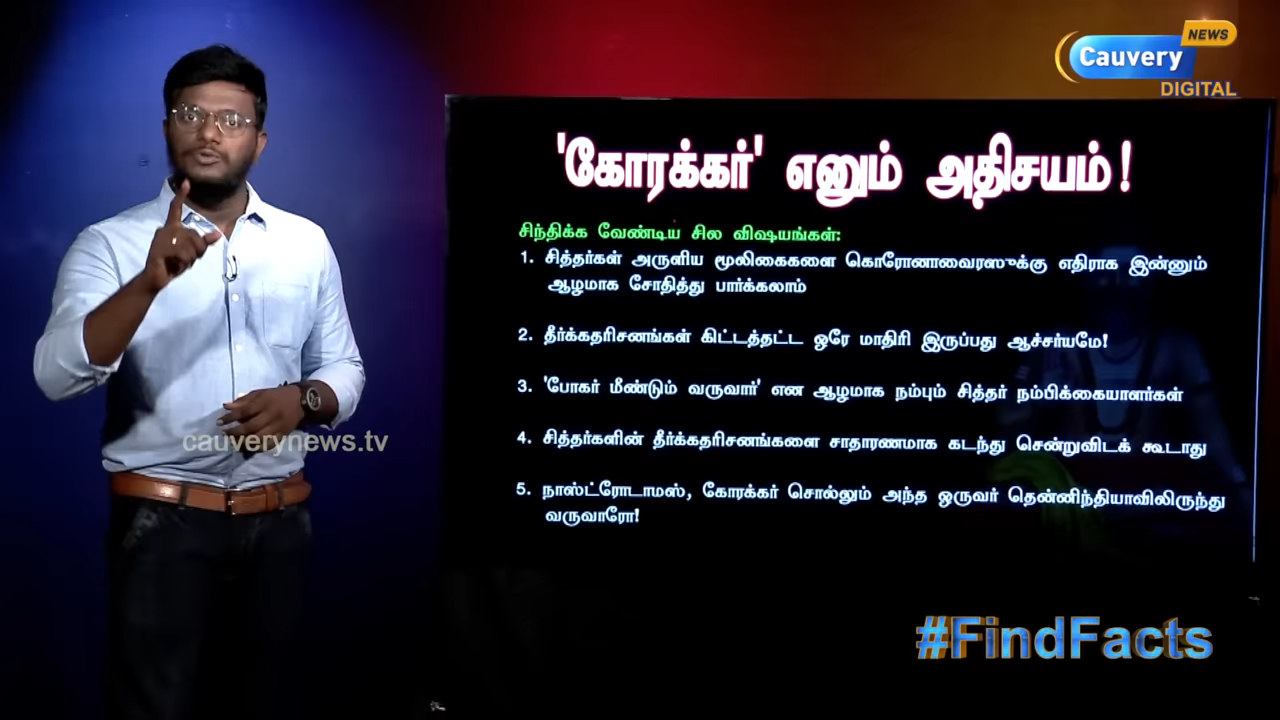 Cauvery
NEWS
DIGITAL
'கோரக்கர்' எனும் அதிசயம்!
சிந்திக்க வேண்டிய சில விஷயங்கள்:
1. சித்தர்கள் அருளிய மூலிகைகளை கொரோனாவைரஸுக்கு எதிராக இன்னும்
ஆழமாக சோதித்து பார்க்கலாம்
2. தீர்க்கதரிசனங்கள் கிட்டத்தட்ட ஒரே மாதிரி இருப்பது ஆச்சர்யமே!
3. 'போகர் மீண்டும் வருவார்' என ஆழமாக நம்பும் சித்தர் நம்பிக்கையாளர்கள்
4. சித்தர்களின் தீர்க்கதரிசனங்களை சாதாரணமாக கடந்து சென்றுவிடக் கூடாது
5. நாஸ்ட்ரோடாமஸ், கோரக்கர் சொல்லும் அந்த ஒருவர் தென்னிந்தியாவிலிருந்து
வருவாரோ!
cauverynews.tv
#FindFacts